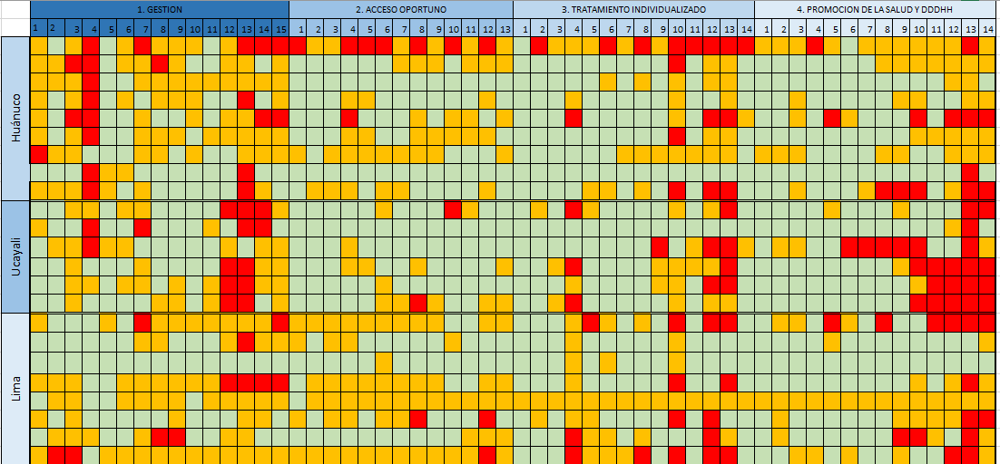 1. GESTION 2. ACCESO OPORTUNO 3. TRATAMIENTO INDIVIDUALIZADO 4. PROMOCION DE LA SALUD Y DDDHH
1 2 3 4 5 6 7 8 9 10 11 12 13 14 15 1 2 3 4 5 6 7 8 9 10 11 12 13 1 2 3 4 5 6 7 8 9 10 11 12 13 14 1 2 3 4 5 6 7 8 9 10 11 12 13 14
Huánuco
Ucayali
Lima